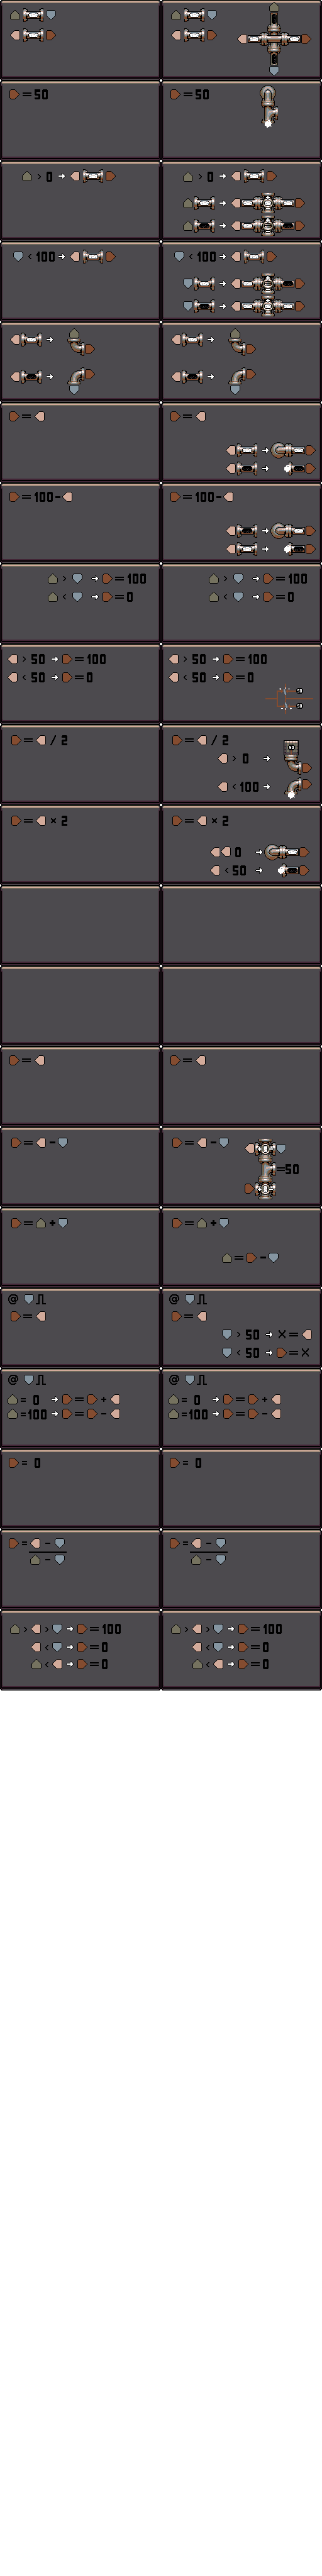 =50
=50
> 0 →
> 0 →
→
→
< 100 →
< 100 →
→
→
→
→
→
→
=
=
→
→
=100-
=100-
→
→
> → =100
< → =0
> → =100
< → =0
> 50 → =100
< 50 → =0
> 50 → =100
< 50 → =0
= / 2
= / 2
> 0 →
< 100 →
= × 2
= × 2
0 →
< 50 →
=
=
= -
= -
=50
= +
= +
= -
@
=
@
=
> 50 → X =
< 50 → = X
@
= 0 → = +
=100 → = -
@
= 0 → = +
=100 → = -
= 0
= 0
= -
-
= -
-
> > → =100
< → =0
< → =0
> > → =100
< → =0
< → =0